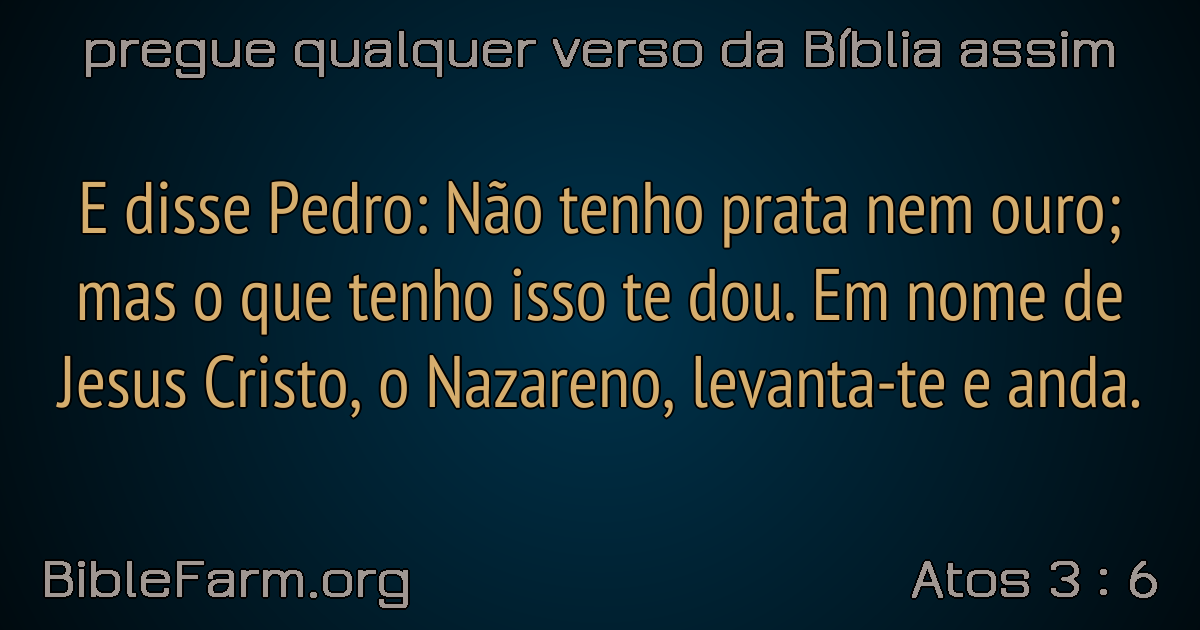 pregue qualquer verso da Bíblia assim
E disse Pedro: Não tenho prata nem ouro;
mas o que tenho isso te dou. Em nome de
Jesus Cristo, o Nazareno, levanta-te e anda.
BibleFarm.org
Atos 3 : 6